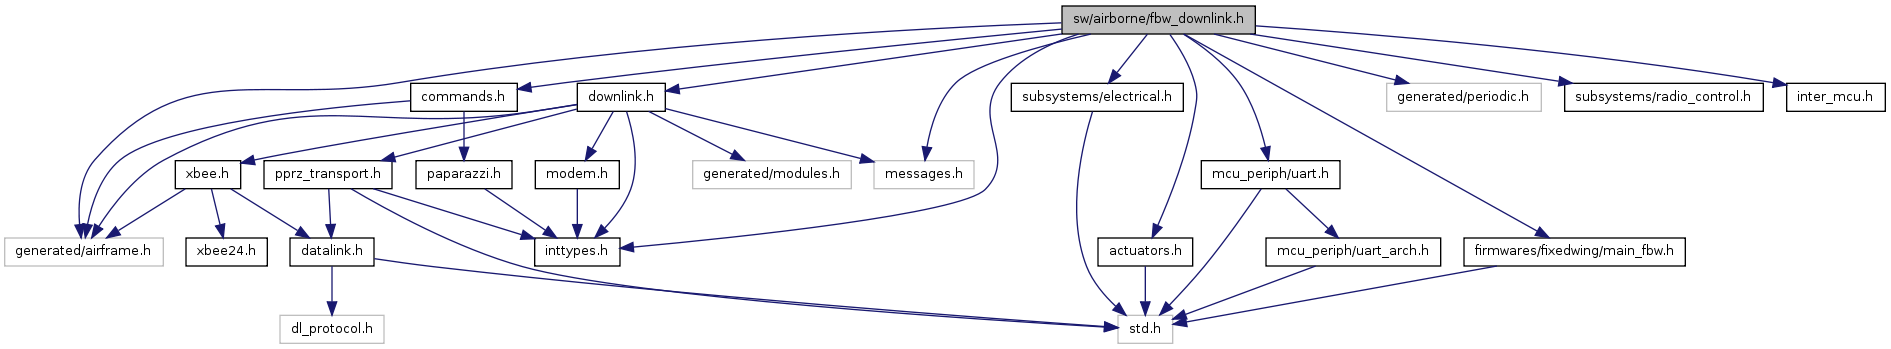 sw/airborne/fbw_downlink.h
commands.h
downlink.h
subsystems/electrical.h
generated/periodic.h
subsystems/radio_control.h
inter_mcu.h
xbee.h
pprz_transport.h
paparazzi.h
modem.h
generated/modules.h
messages.h
mcu_periph/uart.h
generated/airframe.h
xbee24.h
datalink.h
inttypes.h
actuators.h
mcu_periph/uart_arch.h
firmwares/fixedwing/main_fbw.h
dl_protocol.h
std.h